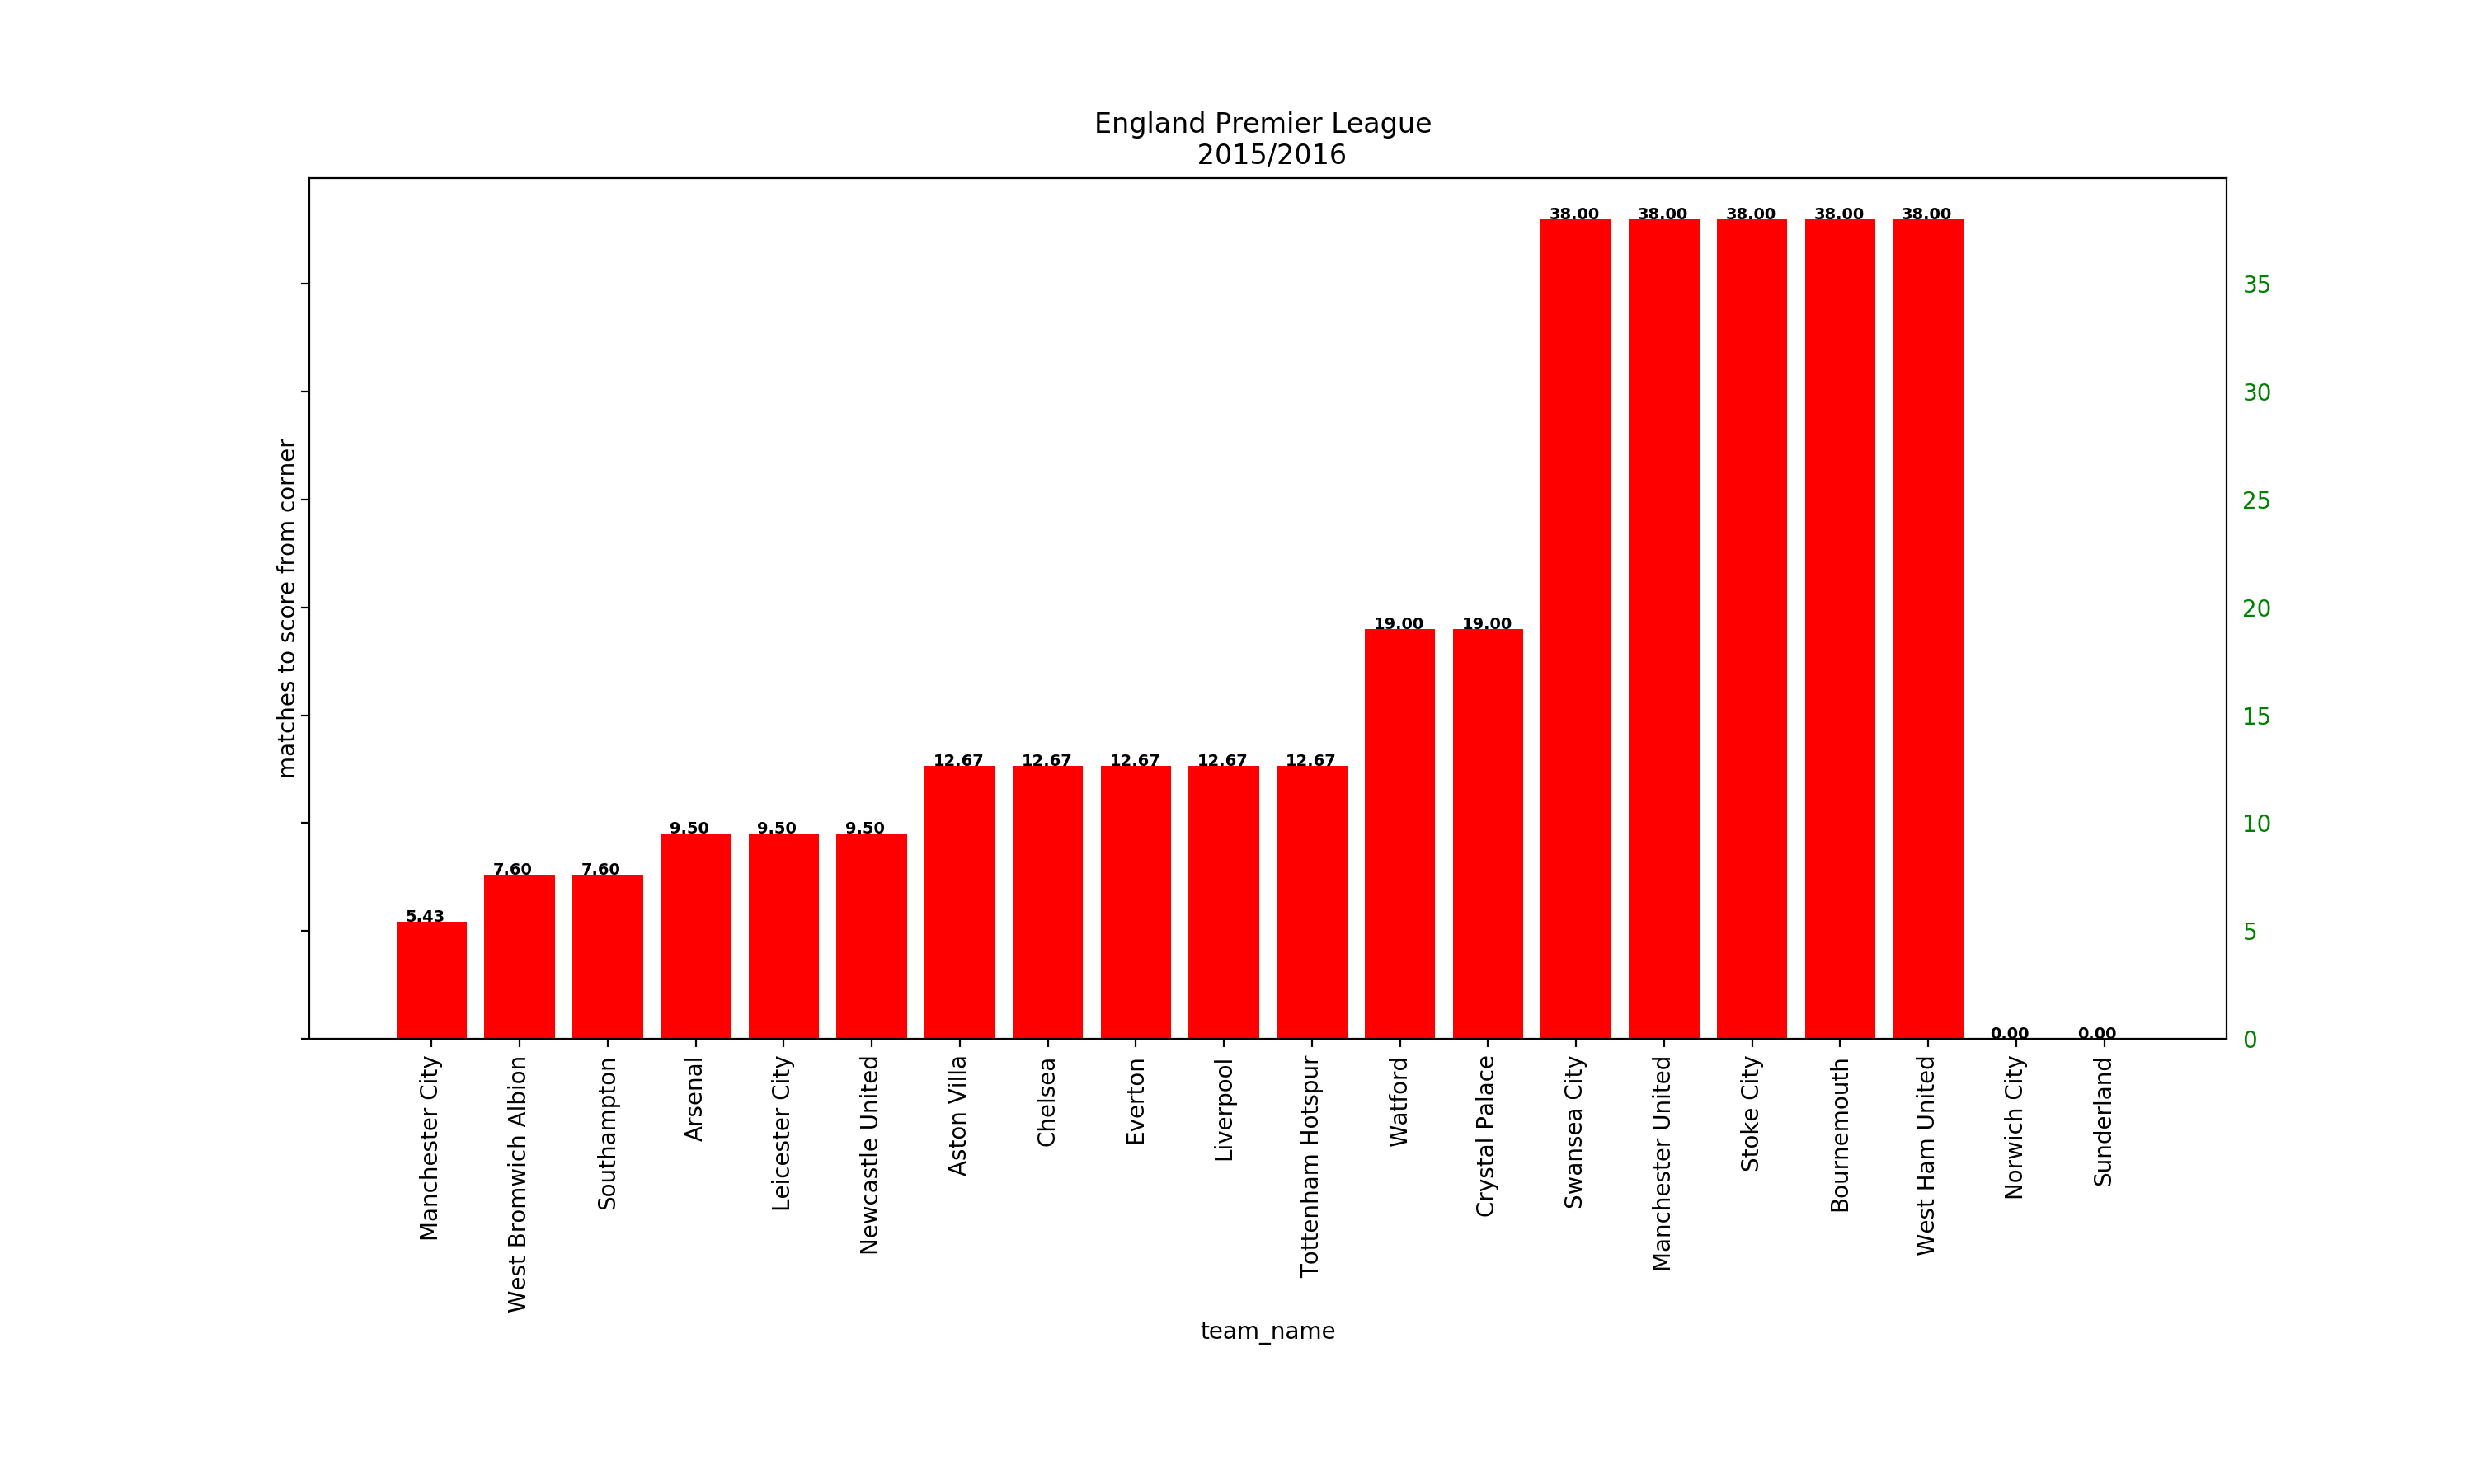 England Premier League
2015/2016
matches to score from corner
38.00 38.00 38.00 38.00 38.00
19.00 19.00
12.67 12.67 12.67 12.67 12.67
9.50 9.50 9.50
7.60 7.60
5.43
0.00 0.00
35
30
25
20
15
10
5
0
Manchester City
West Bromwich Albion
Southampton
Arsenal
Leicester City
Newcastle United
Aston Villa
Chelsea
Everton
Liverpool
Tottenham Hotspur
Watford
Crystal Palace
Swansea City
Manchester United
Stoke City
Bournemouth
West Ham United
Norwich City
Sunderland
team_name